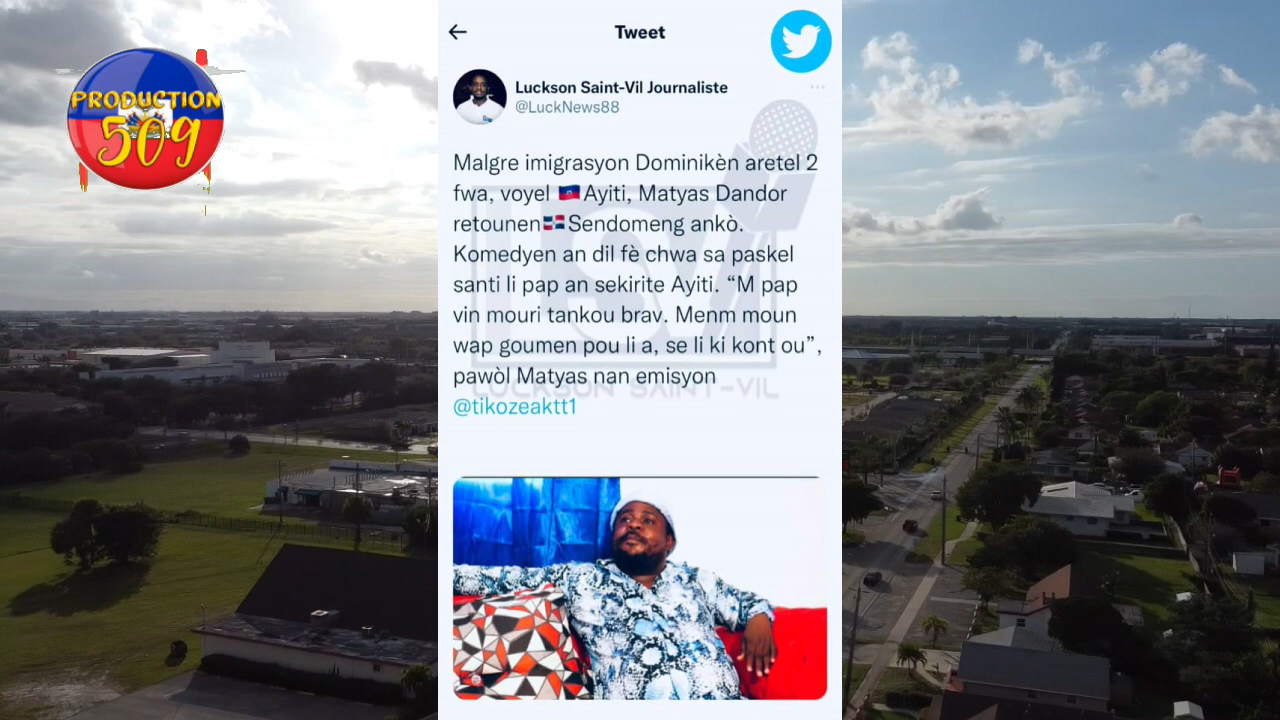 PRODUCTION
509
Tweet
Luckson Saint-Vil Journaliste
@LuckNews88
Malgre imigrasyon Dominikèn aretel 2
fwa, voyel 🇭🇹Ayiti, Matyas Dandor
retounen🇩🇴Sendomeng ankò.
Komedyen an dil fè chwa sa paskel
santi li pap an sekirite Ayiti. “M pap
vin mouri tankou brav. Menm moun
wap goumen pou li a, se li ki kont ou”,
pawòl Matyas nan emisyon
@tikozeaktt1
LSV
LUCKSON SAINT-VIL